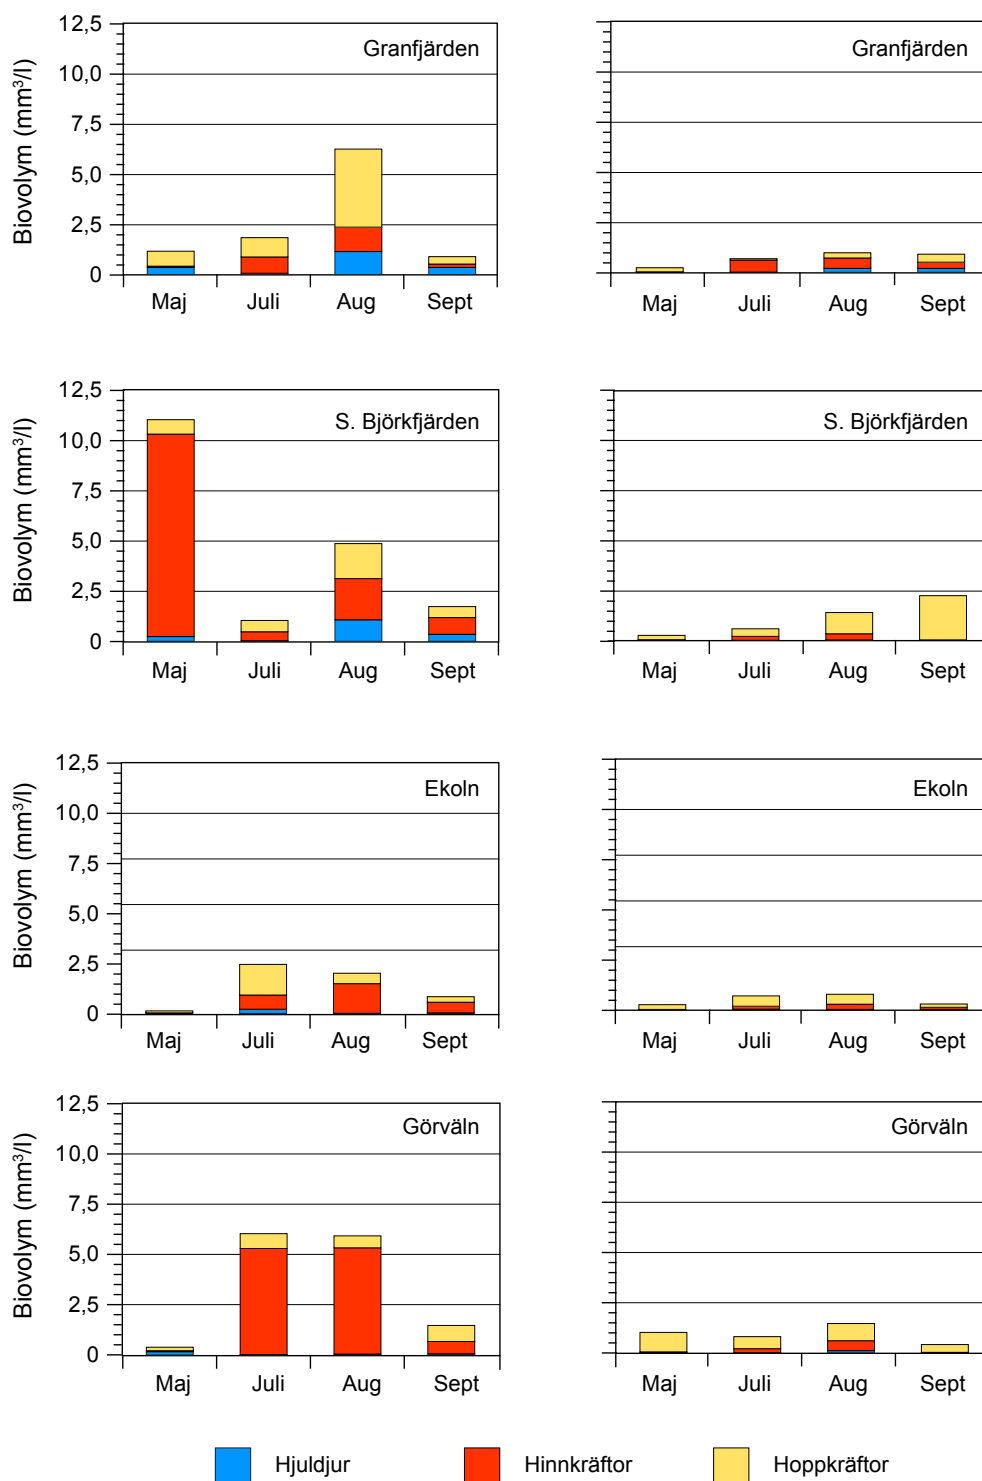 Biovolym (mm³/l)
12,5
10,0
7,5
5,0
2,5
0
Granfjärden
Maj Juli Aug Sept
Granfjärden
Maj Juli Aug Sept
Biovolym (mm³/l)
12,5
10,0
7,5
5,0
2,5
0
S. Björkfjärden
Maj Juli Aug Sept
S. Björkfjärden
Maj Juli Aug Sept
Biovolym (mm³/l)
12,5
10,0
7,5
5,0
2,5
0
Ekoln
Maj Juli Aug Sept
Ekoln
Maj Juli Aug Sept
Biovolym (mm³/l)
12,5
10,0
7,5
5,0
2,5
0
Görväln
Maj Juli Aug Sept
Görväln
Maj Juli Aug Sept
Hjuldjur Hinnkräftor Hoppkräftor